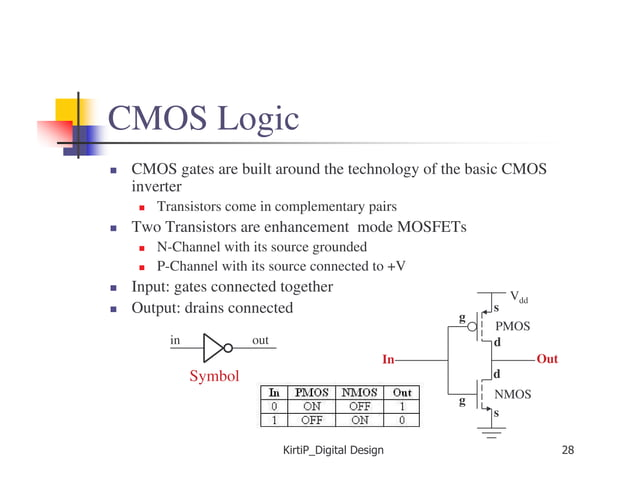 CMOS Logic
CMOS gates are built around the technology of the basic CMOS
inverter
Transistors come in complementary pairs
Two Transistors are enhancement mode MOSFETs
N-Channel with its source grounded
P-Channel with its source connected to +V
Input: gates connected together
Output: drains connected
in out
Symbol
In PMOS NMOS Out
0 ON OFF 1
1 OFF ON 0
Vdd
s
g
PMOS
d
In Out
d
NMOS
g
s
KirtiP_Digital Design 28